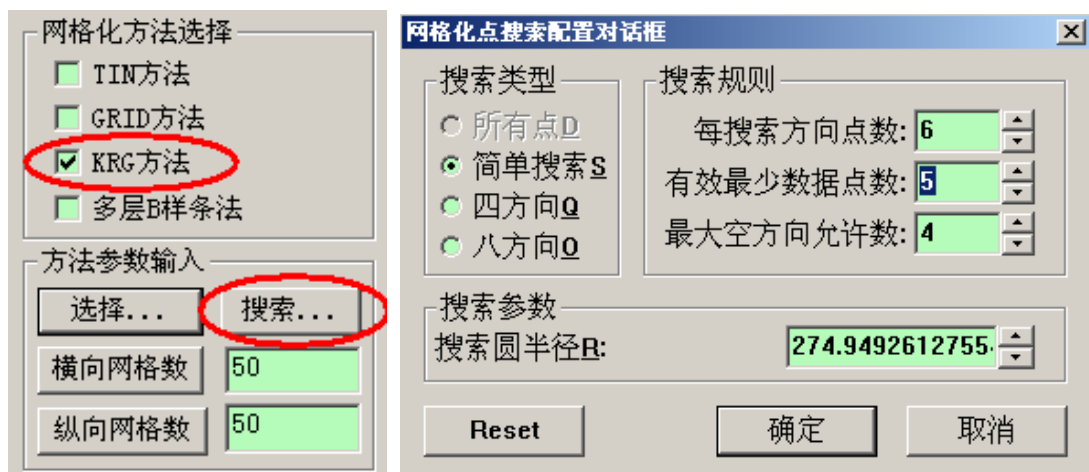 网格化方法选择
TIN方法
GRID方法
KRG方法
多层B样条法
方法参数输入
选择...
搜索...
横向网格数
50
纵向网格数
50
网格化点搜索配置对话框
搜索类型
所有点D
简单搜索S
四方向Q
八方向O
搜索规则
每搜索方向点数: 6
有效最少数据点数: 5
最大空方向允许数: 4
搜索参数
搜索圆半径R: 274.9492612755
Reset
确定
取消